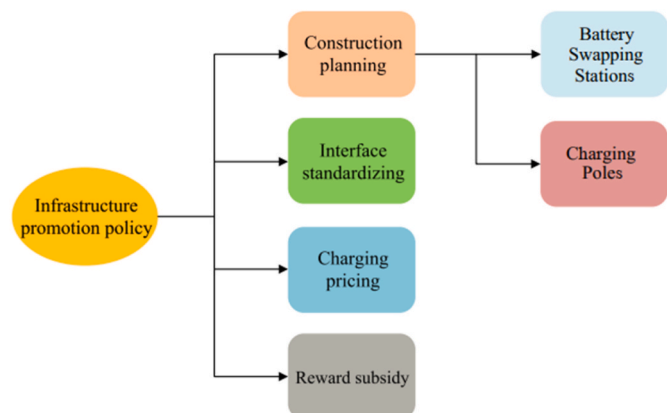 Construction
planning
Battery
Swapping
Stations
Interface
standardizing
Charging
Poles
Infrastructure
promotion policy
Charging
pricing
Reward subsidy